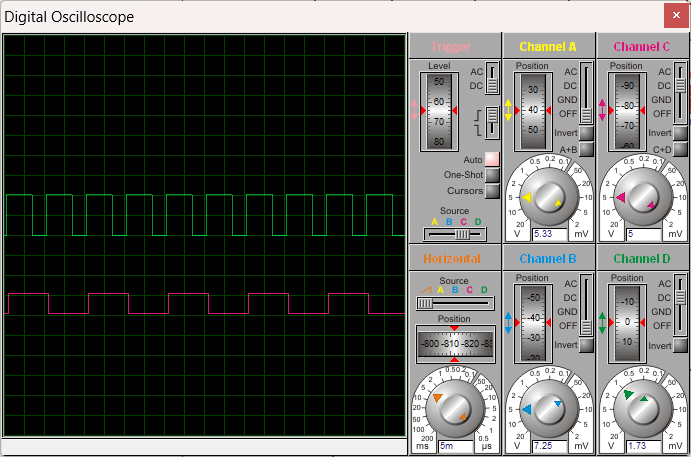 Digital Oscilloscope
Trigger
Level
50
60
70
80
AC
DC
Auto
One-Shot
Cursors
Source
A B C D
Channel A
Position
30
40
50
AC
DC
GND
OFF
Invert
A+B
0.5 0.2 0.1
1 50
2 20
5 10
10 5
20 2
V 5.33 mV
Channel C
Position
-90
-80
-70
-60
AC
DC
GND
OFF
Invert
C+D
0.5 0.2 0.1
1 50
2 20
5 10
10 5
20 2
V 5 mV
Horizontal
Source
A B C D
Position
-800 -810 -820 -83
0.5
1 50
2 20
5 10
10 5
20 2
50 1
100 0.5
200
ms 5m µs
Channel B
Position
-50
-40
-30
-20
AC
DC
GND
OFF
Invert
0.5 0.2 0.1
1 50
2 20
5 10
10 5
20 2
V 7.25 mV
Channel D
Position
-10
0
10
AC
DC
GND
OFF
Invert
0.5 0.2 0.1
1 50
2 20
5 10
10 5
20 2
V 1.73 mV